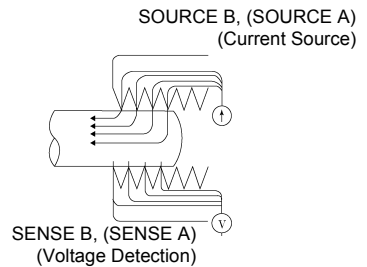 SOURCE B, (SOURCE A)
(Current Source)
V
SENSE B, (SENSE A)
(Voltage Detection)